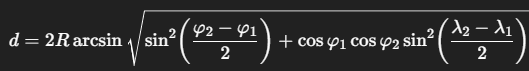 d = 2R arcsin √(sin²((φ₂ − φ₁)/2) + cos φ₁ cos φ₂ sin²((λ₂ − λ₁)/2))